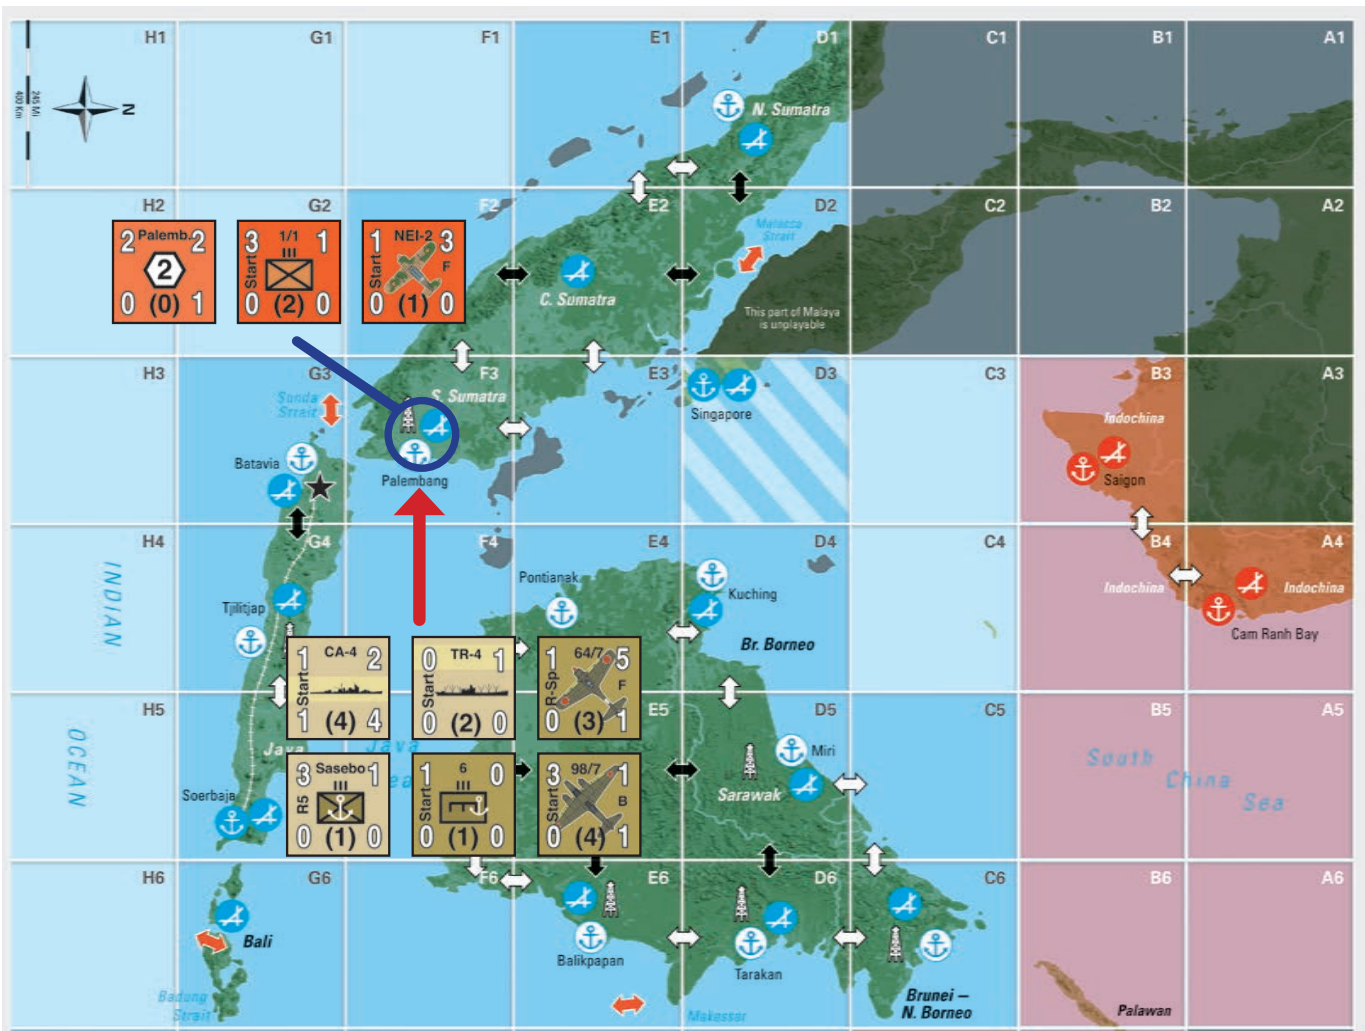 H1
G1
F1
E1
D1
C1
B1
A1
N
245 Mi
400 Km
N. Sumatra
H2
G2
F2
E2
D2
C2
B2
A2
Malacca
Strait
2 Palemb. 2
2
0 (0) 1
3 1/1 1
Start
0 (2) 0
1 NEI-2 3
Start
F
0 (1) 0
C. Sumatra
This part of Malaya
is unplayable
H3
G3
F3
E3
D3
C3
B3
A3
Sunda
Strait
S. Sumatra
Singapore
Indochina
Batavia
Palembang
Saigon
H4
G4
F4
E4
D4
C4
B4
A4
INDIAN
Pontianak
Kuching
Indochina
Indochina
Tjilitjap
Br. Borneo
Cam Ranh Bay
1 CA-4 2
Start
1 (4) 4
0 TR-4 1
Start
0 (2) 0
1 64/7 5
R-Sp
F
0 (3) 1
H5
E5
D5
C5
B5
A5
OCEAN
Java
Java
ea
Miri
South
China
Sea
Sarawak
Soerbaja
3 Sasebo 1
R5
0 (1) 0
1 6 0
Start
0 (1) 0
3 98/7 1
Start
B
0 (4) 1
H6
G6
F6
E6
D6
C6
B6
A6
Bali
Balikpapan
Tarakan
Badung
Strait
Makassar
Brunei –
N. Borneo
Palawan